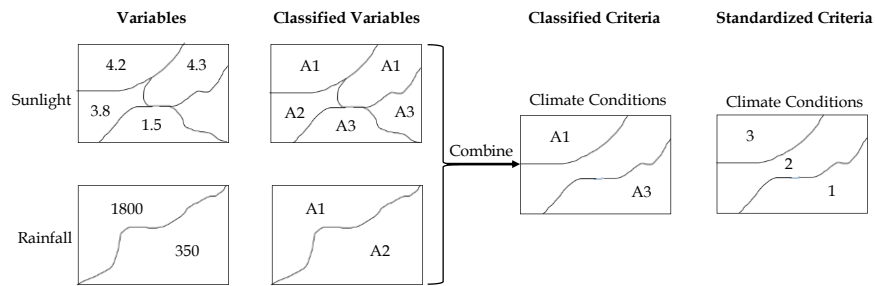 Variables
Classified Variables
Classified Criteria
Standardized Criteria
Sunlight
4.2
4.3
3.8
1.5
A1
A1
A2
A3
A3
Combine
Climate Conditions
A1
A3
Climate Conditions
3
2
1
Rainfall
1800
350
A1
A2